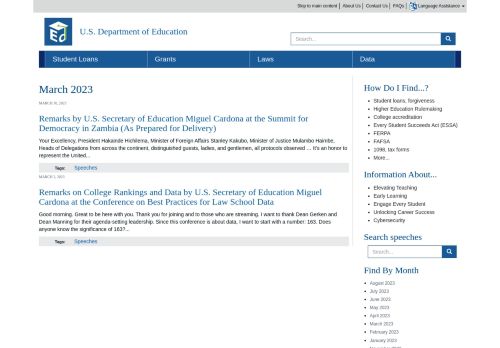 Skip to main content | About Us | Contact Us | FAQs | Language Assistance
U.S. Department of Education
Search...
Student Loans
Grants
Laws
Data
March 2023
Remarks by U.S. Secretary of Education Miguel Cardona at the Summit for
Democracy in Zambia (As Prepared for Delivery)
Your Excellency, President Hakainde Hichilema, Minister of Foreign Affairs Stanley Kakubo, Minister of Justice Mulambo Haimbe,
Heads of Delegations from across the continent, distinguished guests, ladies, and gentlemen, all protocols observed … It's an honor to
represent the United...
Tags: Speeches
MARCH 3, 2023
Remarks on College Rankings and Data by U.S. Secretary of Education Miguel
Cardona at the Conference on Best Practices for Law School Data
Good morning. Great to be here with you. Thank you for joining and to those who are streaming. I want to thank Dean Gerken and
Dean Manning for their agenda-setting leadership. Since this conference is about data, I want to start with a number: 163. Does
anyone know the significance of 163?...
Tags: Speeches
How Do I Find...?
Student loans, forgiveness
Higher Education Rulemaking
College accreditation
Every Student Succeeds Act (ESSA)
FERPA
FAFSA
1098, tax forms
More...
Information About...
Elevating Teaching
Early Learning
Engage Every Student
Unlocking Career Success
Cybersecurity
Search speeches
Search...
Find By Month
August 2023
July 2023
June 2023
May 2023
April 2023
March 2023
February 2023
January 2023